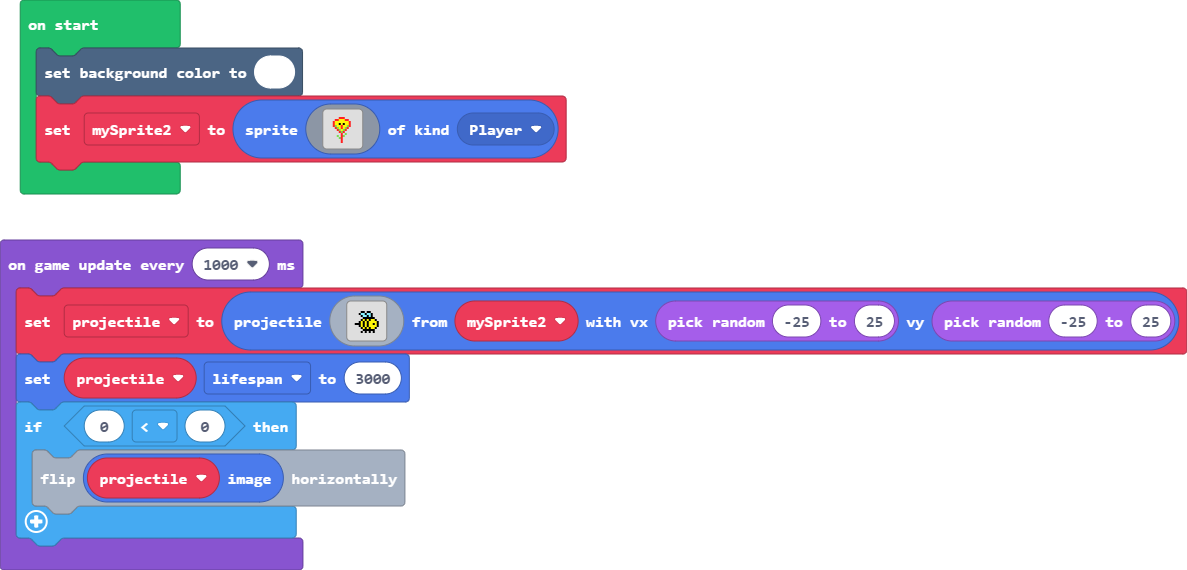 on start
set background color to
set mySprite2 to sprite of kind Player
on game update every 1000 ms
set projectile to projectile from mySprite2 with vx pick random -25 to 25 vy pick random -25 to 25
set projectile lifespan to 3000
if 0 < 0 then
flip projectile image horizontally